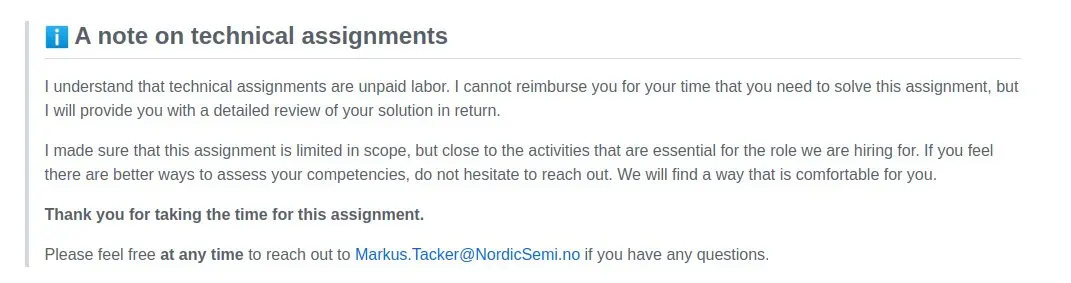 ℹ️ A note on technical assignments
I understand that technical assignments are unpaid labor. I cannot reimburse you for your time that you need to solve this assignment, but
I will provide you with a detailed review of your solution in return.
I made sure that this assignment is limited in scope, but close to the activities that are essential for the role we are hiring for. If you feel
there are better ways to assess your competencies, do not hesitate to reach out. We will find a way that is comfortable for you.
Thank you for taking the time for this assignment.
Please feel free at any time to reach out to Markus.Tacker@NordicSemi.no if you have any questions.